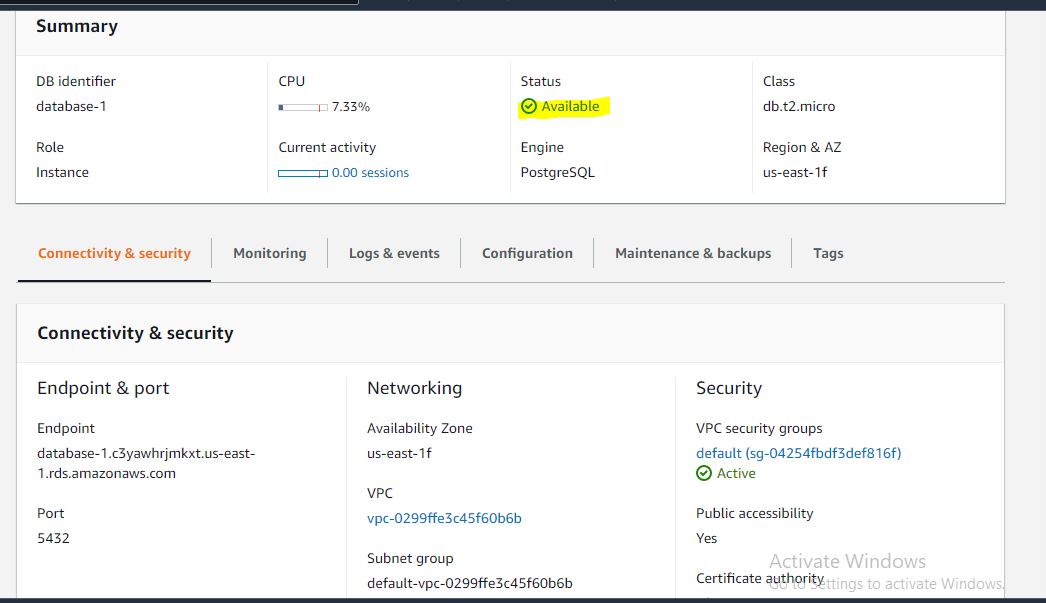 Summary
DB identifier
database-1
CPU
7.33%
Status
Available
Class
db.t2.micro
Role
Instance
Current activity
0.00 sessions
Engine
PostgreSQL
Region & AZ
us-east-1f
Connectivity & security
Monitoring
Logs & events
Configuration
Maintenance & backups
Tags
Connectivity & security
Endpoint & port
Endpoint
database-1.c3yawhrjmkxt.us-east-
1.rds.amazonaws.com
Port
5432
Networking
Availability Zone
us-east-1f
VPC
vpc-0299ffe3c45f60b6b
Subnet group
default-vpc-0299ffe3c45f60b6b
Security
VPC security groups
default (sg-04254fbdf3def816f)
Active
Public accessibility
Yes
Certificate authority
Activate Windows
Go to Settings to activate Windows.